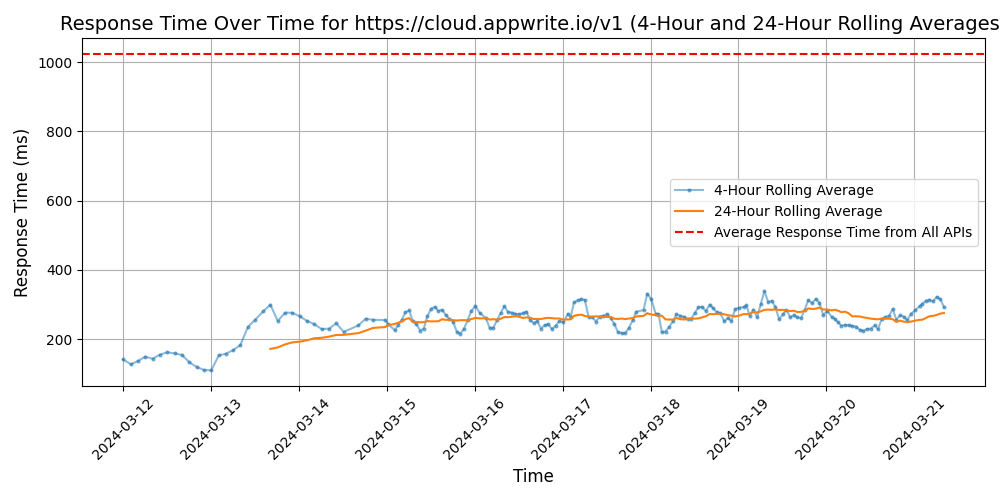 Response Time Over Time for https://cloud.appwrite.io/v1 (4-Hour and 24-Hour Rolling Averages
Response Time (ms)
1000
800
600
400
200
4-Hour Rolling Average
24-Hour Rolling Average
Average Response Time from All APIs
2024-03-12
2024-03-13
2024-03-14
2024-03-15
2024-03-16
2024-03-17
2024-03-18
2024-03-19
2024-03-20
2024-03-21
Time